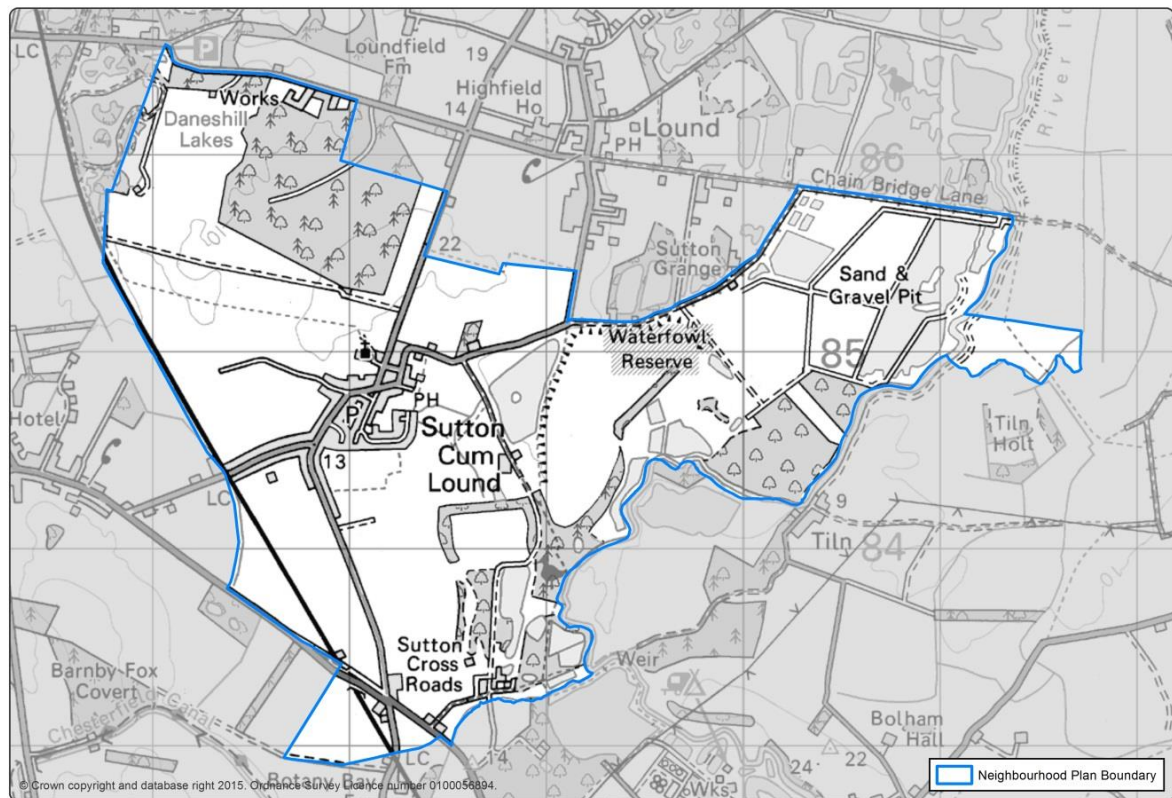 LC
P
Loundfield
Fm
19
Highfield
Ho
14
Works
Daneshill
Lakes
Lound
PH
86
Chain Bridge Lane
River
22
Sutton
Grange
Sand &
Gravel Pit
Waterfowl
Reserve
85
Hotel
PH
P
Sutton
Cum
Lound
13
LC
Tiln
Holt
9
Tiln
84
10
Sutton
Cross
Roads
Weir
Barnby Fox
Covert
Chesterfield Canal
Bolham
Hall
LC
14
Botany Bay
24
22
Wks
© Crown copyright and database right 2015. Ordnance Survey Licence number 0100056894.
Neighbourhood Plan Boundary